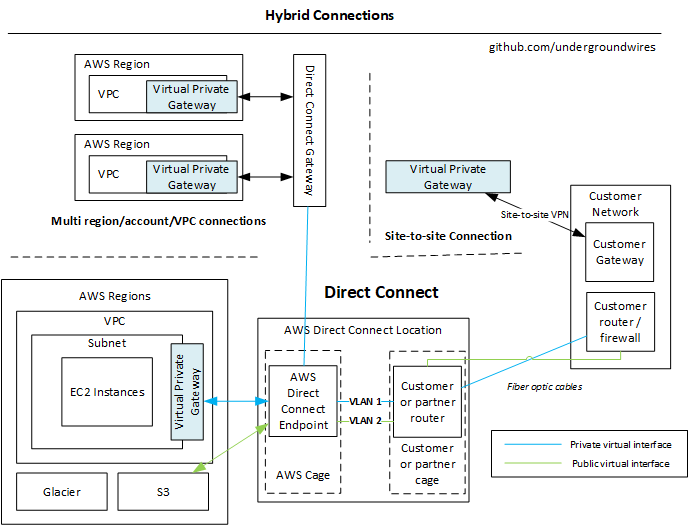 Hybrid Connections
github.com/undergroundwires
AWS Region
VPC
Virtual Private
Gateway
AWS Region
VPC
Virtual Private
Gateway
Direct Connect Gateway
Multi region/account/VPC connections
Virtual Private
Gateway
Site-to-site VPN
Site-to-site Connection
Customer
Network
Customer
Gateway
Customer
router /
firewall
Direct Connect
AWS Regions
VPC
Subnet
EC2 Instances
Virtual Private
Gateway
Glacier
S3
AWS Direct Connect Location
AWS
Direct
Connect
Endpoint
AWS Cage
VLAN 1
VLAN 2
Customer
or partner
router
Customer
or partner
cage
Fiber optic cables
Private virtual interface
Public virtual interface